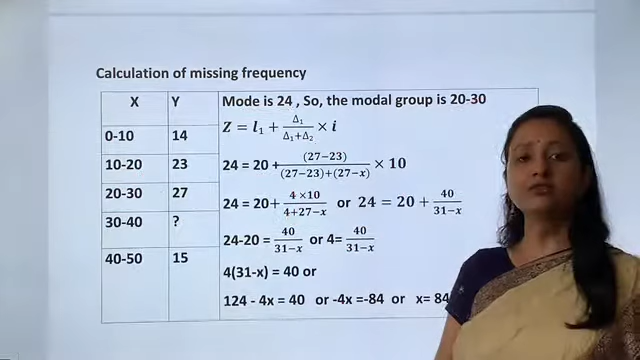 Calculation of missing frequency
X Y
0-10 14
10-20 23
20-30 27
30-40 ?
40-50 15
Mode is 24 , So, the modal group is 20-30
Z = l₁ + Δ₁/(Δ₁+Δ₂) × i
24 = 20 + (27−23)/((27−23)+(27−x)) × 10
24 = 20+ (4 ×10)/(4+27−x) or 24 = 20 + 40/(31−x)
24-20 = 40/(31−x) or 4= 40/(31−x)
4(31-x) = 40 or
124 - 4x = 40 or -4x =-84 or x= 84